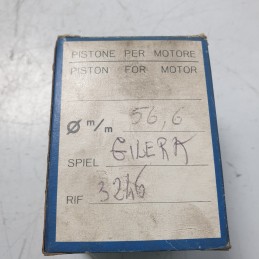 PISTONE PER MOTORE
PISTON FOR MOTOR
Ø m/m 56,6
SPIEL GILERA
RIF 3246